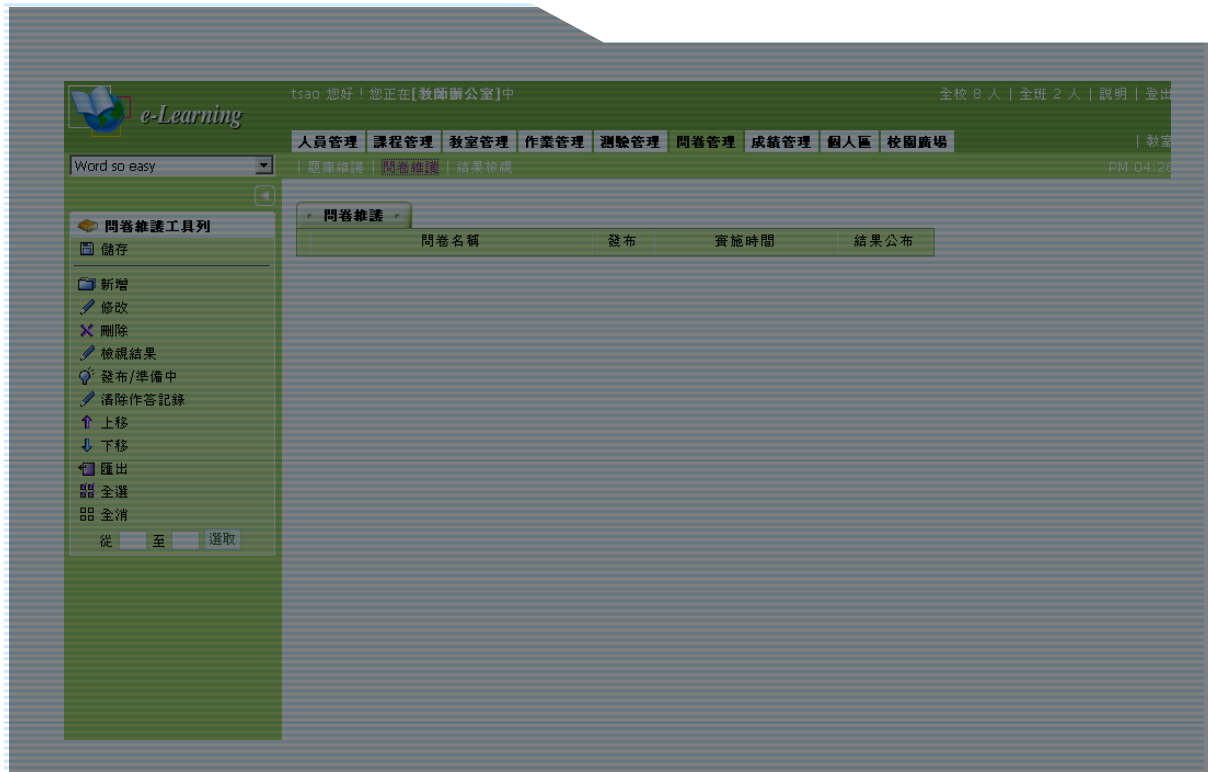 e-Learning
tsao 您好！您正在[教師辦公室]中
全校 8 人 | 全班 2 人 | 說明 | 登出
人員管理 課程管理 教室管理 作業管理 測驗管理 問卷管理 成績管理 個人區 校園廣場 | 教室
Word so easy
| 題庫維護 | 問卷維護 | 結果檢視
PM 04:26
問卷維護工具列
儲存
新增
修改
刪除
檢視結果
發布/準備中
清除作答記錄
上移
下移
匯出
全選
全消
從 至 選取
問卷維護
問卷名稱 發布 實施時間 結果公布